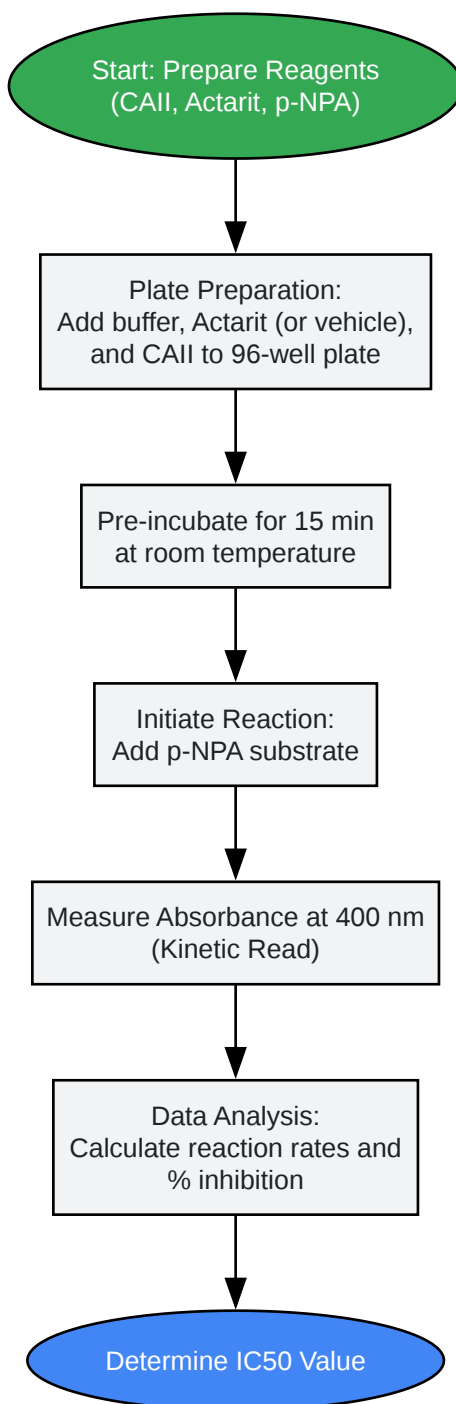 Start: Prepare Reagents
(CAII, Actarit, p-NPA)
Plate Preparation:
Add buffer, Actarit (or vehicle),
and CAII to 96-well plate
Pre-incubate for 15 min
at room temperature
Initiate Reaction:
Add p-NPA substrate
Measure Absorbance at 400 nm
(Kinetic Read)
Data Analysis:
Calculate reaction rates and
% inhibition
Determine IC50 Value